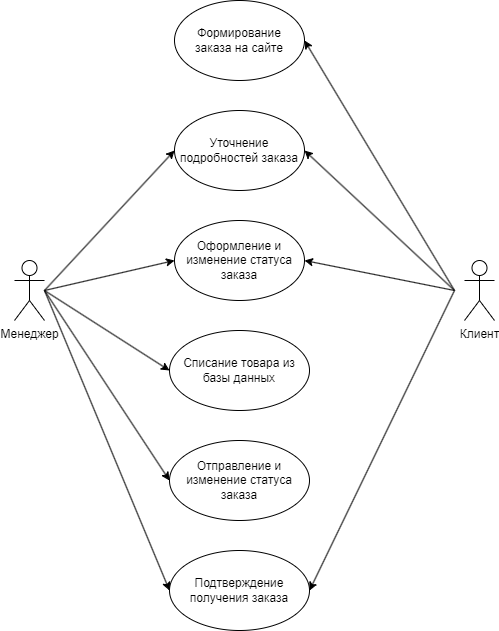 Формирование
заказа на сайте
Уточнение
подробностей заказа
Оформление и
изменение статуса
заказа
Менеджер
Клиент
Списание товара из
базы данных
Отправление и
изменение статуса
заказа
Подтверждение
получения заказа